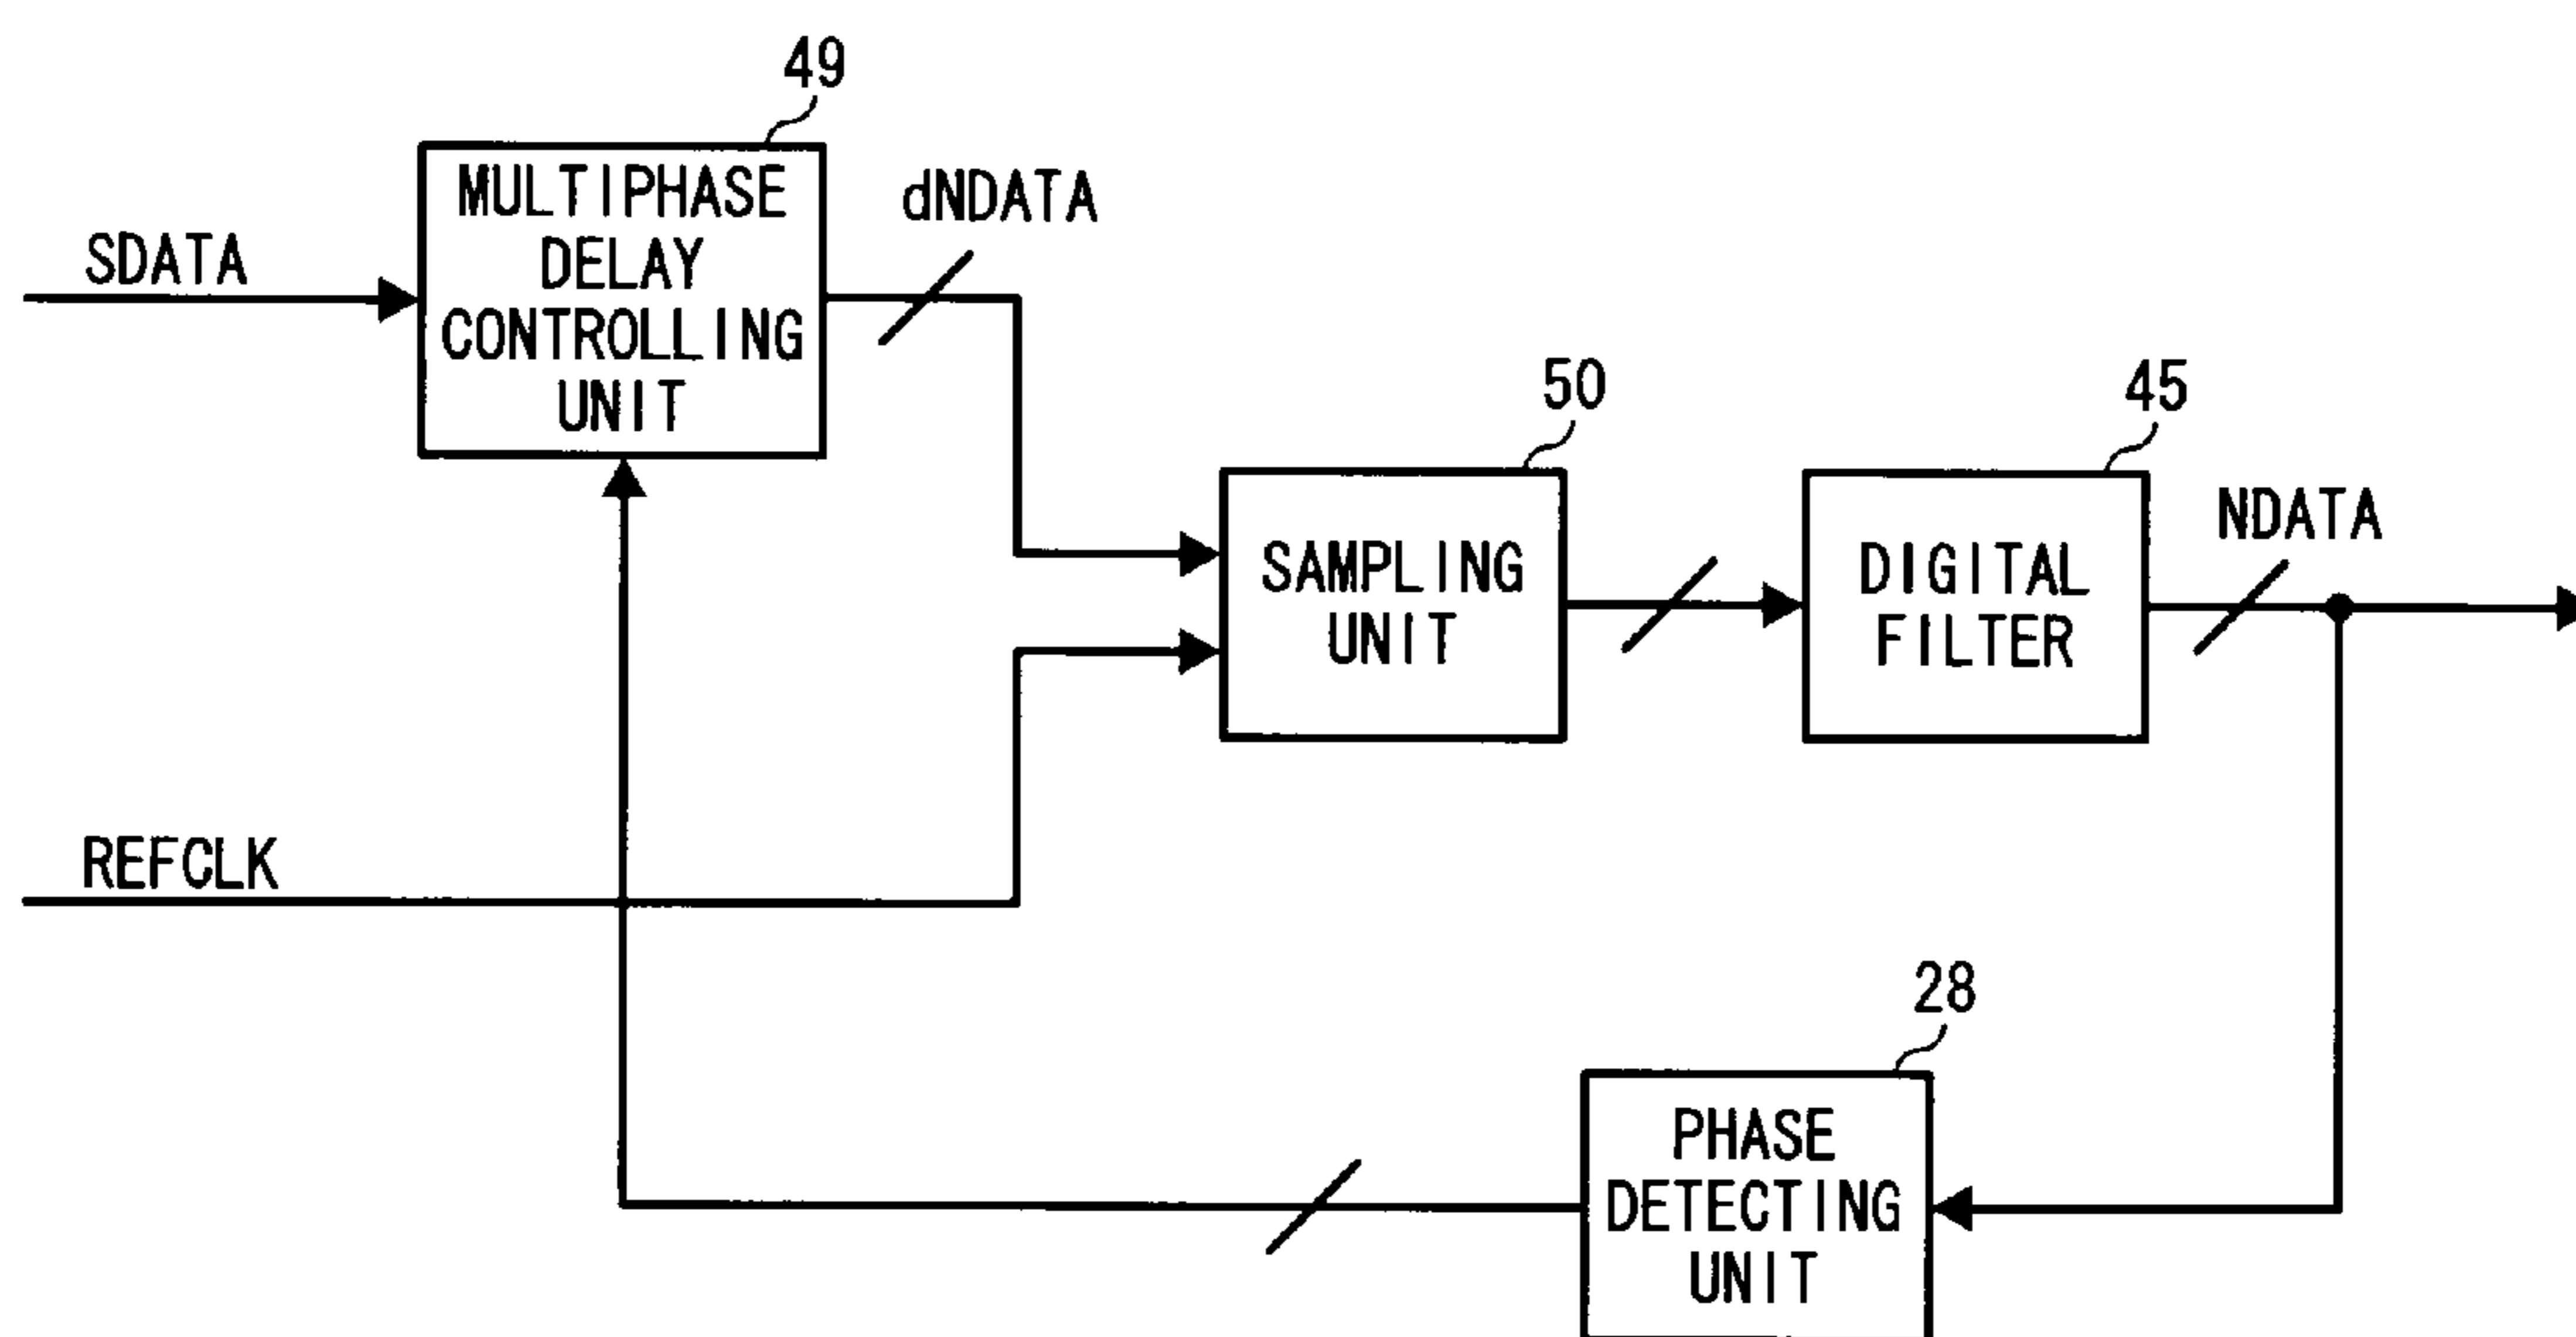 49
MULTIPHASE
DELAY
CONTROLLING
UNIT
dNDATA
SDATA
50
45
SAMPLING
UNIT
DIGITAL
FILTER
NDATA
REFCLK
28
PHASE
DETECTING
UNIT